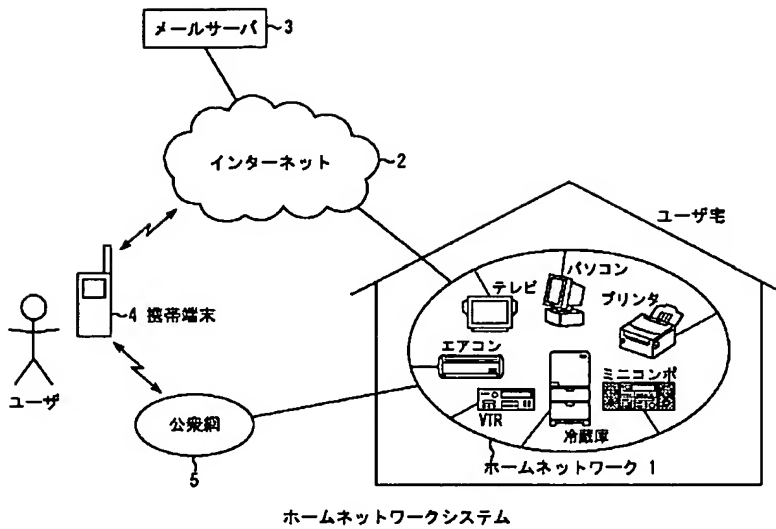 メールサーバ 3
インターネット 2
ユーザ宅
パソコン
テレビ
プリンタ
4 携帯端末
エアコン
ミニコンポ
ユーザ
公衆網
VTR
冷蔵庫
5
ホームネットワーク 1
ホームネットワークシステム